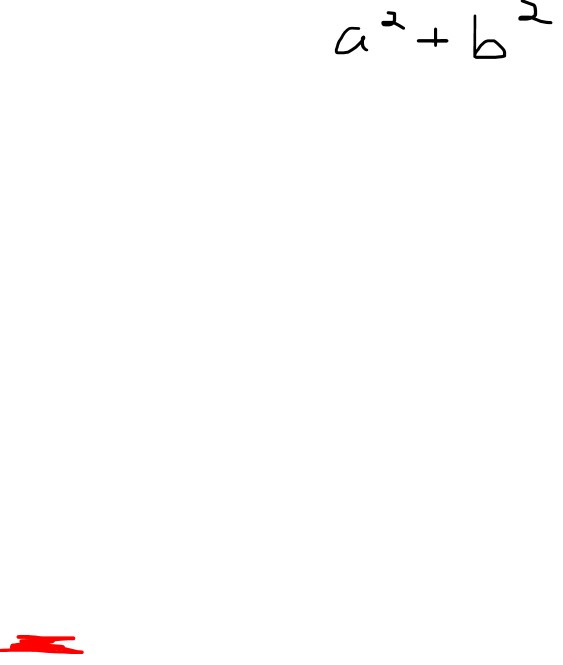 a² + b²